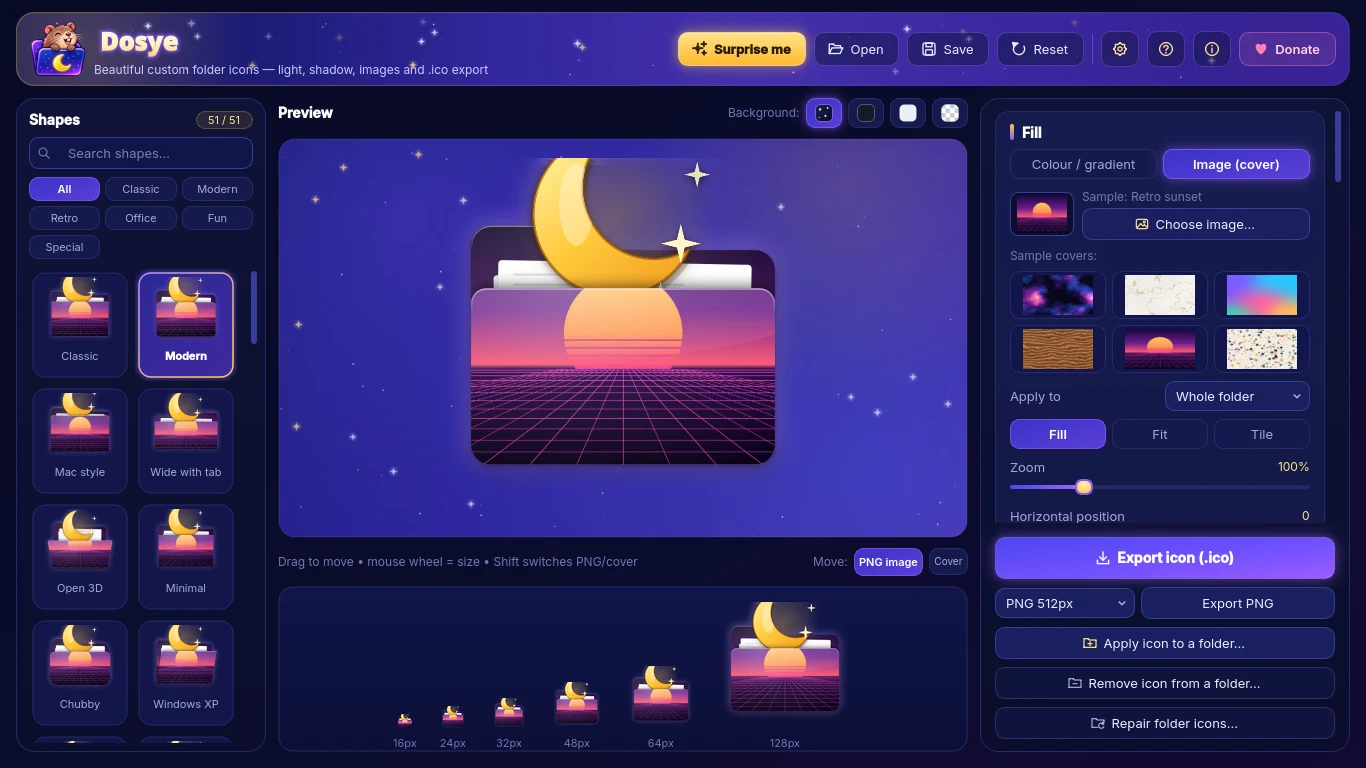 Dosye
Beautiful custom folder icons — light, shadow, images and .ico export
Surprise me
Open
Save
Reset
Donate
Shapes
51 / 51
Search shapes...
All
Classic
Modern
Retro
Office
Fun
Special
Classic
Modern
Mac style
Wide with tab
Open 3D
Minimal
Chubby
Windows XP
Preview
Background:
Drag to move • mouse wheel = size • Shift switches PNG/cover
Move:
PNG image
Cover
16px
24px
32px
48px
64px
128px
Fill
Colour / gradient
Image (cover)
Sample: Retro sunset
Choose image...
Sample covers:
Apply to
Whole folder
Fill
Fit
Tile
Zoom
100%
Horizontal position
0
Export icon (.ico)
PNG 512px
Export PNG
Apply icon to a folder...
Remove icon from a folder...
Repair folder icons...